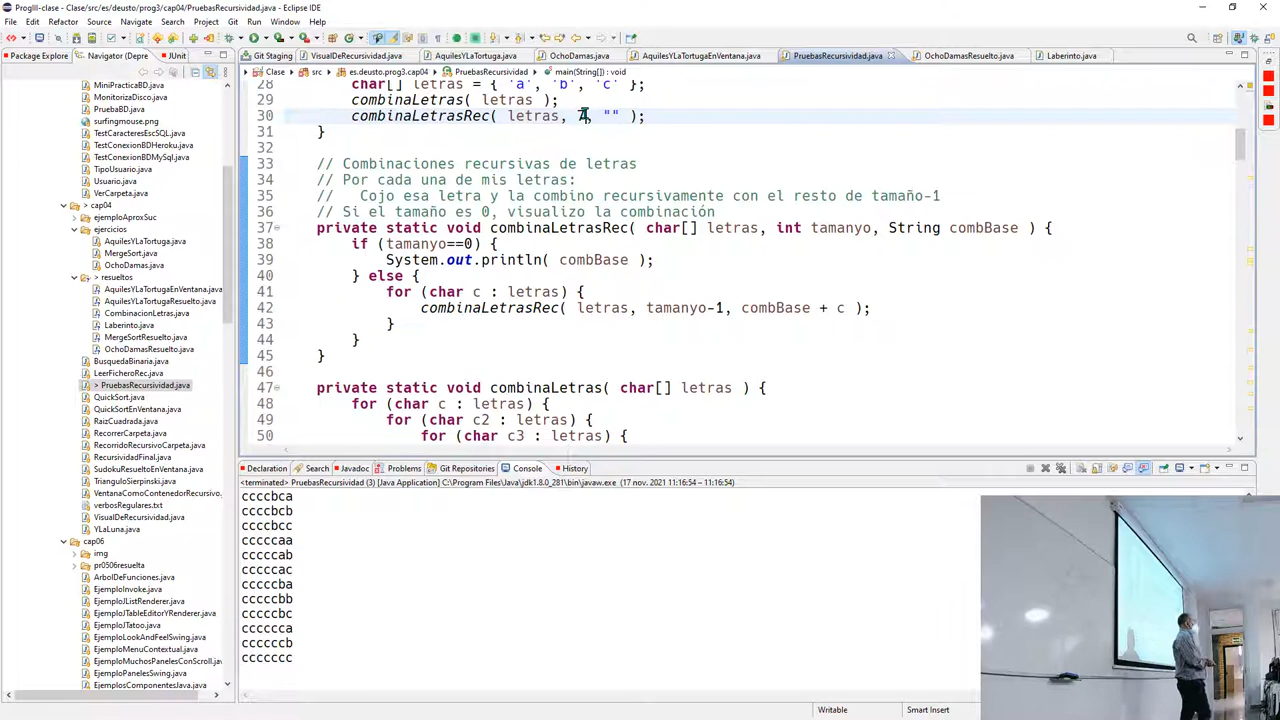 ProgIII-clase - Clase/src/es/deusto/prog3/cap04/PruebasRecursividad.java - Eclipse IDE
File Edit Source Refactor Navigate Search Project Git Run Window Help
Package Explorer Navigator (Depre JUnit
Git Staging VisualDeRecursividad.java AquilesYLaTortuga.java OchoDamas.java AquilesYLaTortugaEnVentana.java PruebasRecursividad.java OchoDamasResuelto.java Laberinto.java
Clase src es.deusto.prog3.cap04 PruebasRecursividad main(String[]) : void
MiniPracticaBD.java
MonitorizaDisco.java
PruebaBD.java
surfingmouse.png
TestCaracteresEscSQL.java
TestConexionBDHeroku.java
TestConexionBDMySQL.java
TipoUsuario.java
Usuario.java
VerCarpeta.java
> cap04
ejemploAproxSuc
ejercicios
AquilesYLaTortuga.java
MergeSort.java
OchoDamas.java
> resueltos
AquilesYLaTortugaEnVentana.java
AquilesYLaTortugaResuelto.java
CombinacionLetras.java
Laberinto.java
MergeSortResuelto.java
OchoDamasResuelto.java
BusquedaBinaria.java
LeerFicheroRec.java
> PruebasRecursividad.java
QuickSort.java
QuickSortEnVentana.java
RaizCuadrada.java
RecorrerCarpeta.java
RecorridoRecursivoCarpeta.java
RecursividadFinal.java
SudokuResueltoEnVentana.java
TrianguloSierpinski.java
VentanaComoContenedorRecursivo.
verbosRegulares.txt
VisualDeRecursividad.java
YLaLuna.java
cap06
img
pr0506resuelta
ArbolDeFunciones.java
EjemploInvoke.java
EjemploJListRenderer.java
EjemploJTableEditorYRenderer.java
EjemploJTatoo.java
EjemploLookAndFeelSwing.java
EjemploMenuContextual.java
EjemploMuchosPanelesConScroll.java
EjemploPanelesSwing.java
EjemplosComponentesJava.java
28 char[] letras = { 'a', 'b', 'c' };
29 combinaLetras( letras );
30 combinaLetrasRec( letras, , "" );
31 }
32
33 // Combinaciones recursivas de letras
34 // Por cada una de mis letras:
35 // Cojo esa letra y la combino recursivamente con el resto de tamaño-1
36 // Si el tamaño es 0, visualizo la combinación
37 private static void combinaLetrasRec( char[] letras, int tamanyo, String combBase ) {
38 if (tamanyo==0) {
39 System.out.println( combBase );
40 } else {
41 for (char c : letras) {
42 combinaLetrasRec( letras, tamanyo-1, combBase + c );
43 }
44 }
45 }
46
47 private static void combinaLetras( char[] letras ) {
48 for (char c : letras) {
49 for (char c2 : letras) {
50 for (char c3 : letras) {
Declaration Search Javadoc Problems Git Repositories Console History
<terminated> PruebasRecursividad (3) [Java Application] C:\Program Files\Java\jdk1.8.0_281\bin\javaw.exe (17 nov. 2021 11:16:54 – 11:16:54)
ccccbca
ccccbcb
ccccbcc
cccccaa
cccccab
cccccac
cccccba
cccccbb
cccccbc
cccccca
ccccccb
ccccccc
Writable Smart Insert